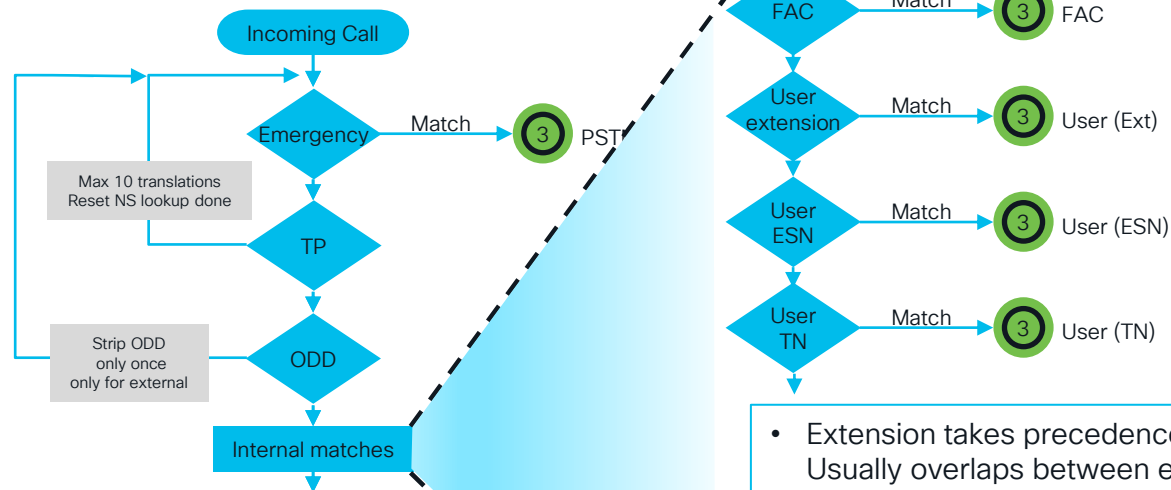 Incoming Call
Emergency
Match
3
Max 10 translations
Reset NS lookup done
TP
Strip ODD
only once
only for external
ODD
Internal matches
FAC
3
FAC
User
extension
Match
3
User (Ext)
User
ESN
Match
3
User (ESN)
User
TN
Match
3
User (TN)
• Extension takes precedence
Usually overlaps between